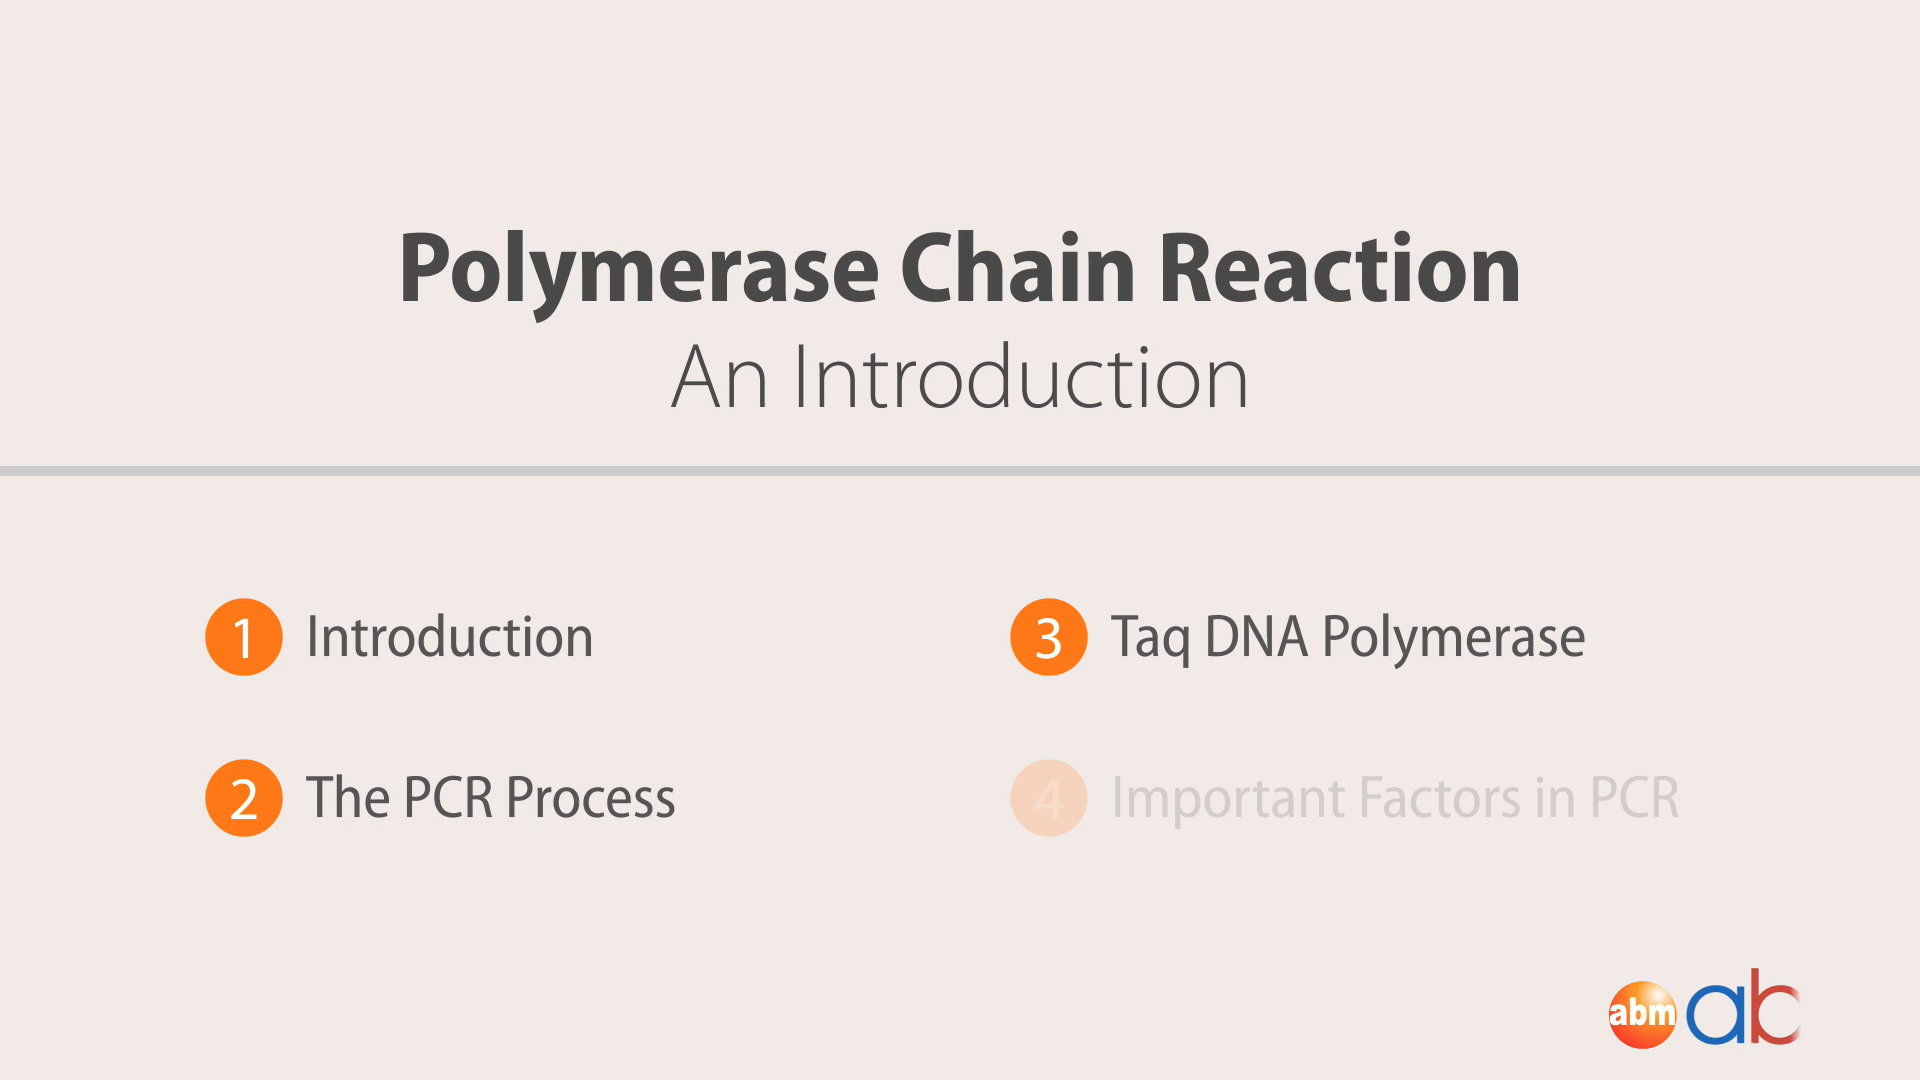 Polymerase Chain Reaction
An Introduction
1 Introduction
2 The PCR Process
3 Taq DNA Polymerase
4 Important Factors in PCR
abm